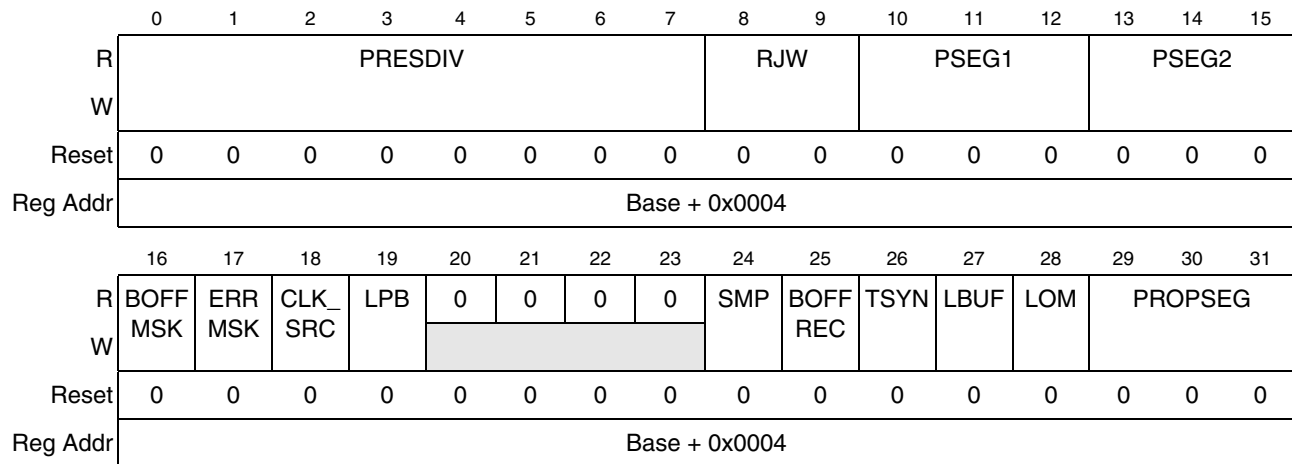 0 1 2 3 4 5 6 7 8 9 10 11 12 13 14 15
R PRESDIV RJW PSEG1 PSEG2
W
Reset 0 0 0 0 0 0 0 0 0 0 0 0 0 0 0 0
Reg Addr Base + 0x0004
16 17 18 19 20 21 22 23 24 25 26 27 28 29 30 31
R BOFF ERR CLK_ LPB 0 0 0 0 SMP BOFF TSYN LBUF LOM PROPSEG
MSK MSK SRC REC
W
Reset 0 0 0 0 0 0 0 0 0 0 0 0 0 0 0 0
Reg Addr Base + 0x0004